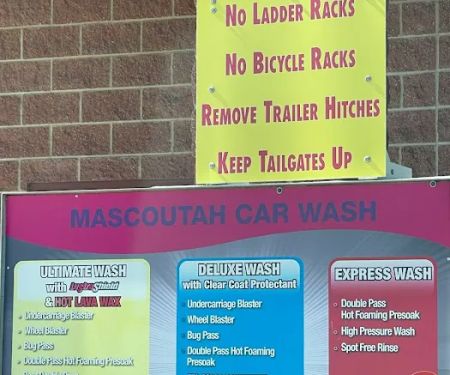 No Ladder Racks
No Bicycle Racks
Remove Trailer Hitches
Keep Tailgates Up
MASCOUTAH CAR WASH
ULTIMATE WASH
with Shield
& HOT LAVA WAX
Undercarriage Blaster
Wheel Blaster
Bug Pass
Double Pass Hot Foaming Presoak
DELUXE WASH
with Clear Coat Protectant
Undercarriage Blaster
Wheel Blaster
Bug Pass
Double Pass Hot Foaming
Presoak
EXPRESS WASH
Double Pass
Hot Foaming Presoak
High Pressure Wash
Spot Free Rinse